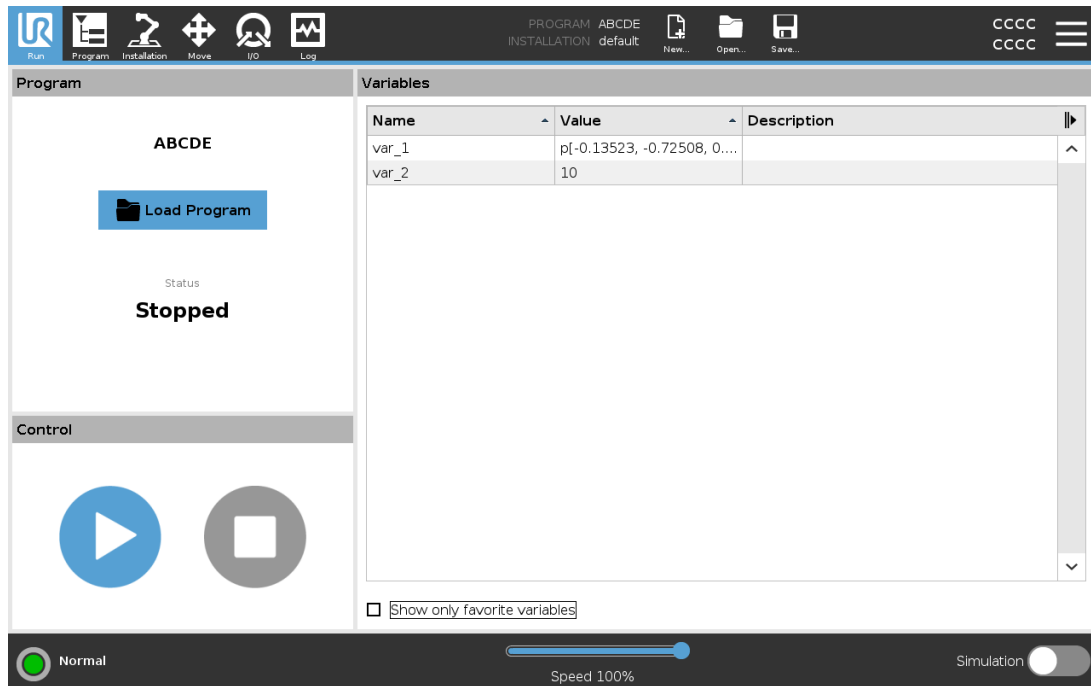 UR
Run
Program
Installation
Move
I/O
Log
PROGRAM ABCDE
INSTALLATION default
New...
Open...
Save...
CCCC
CCCC
Program
ABCDE
Load Program
Status
Stopped
Control
Variables
Name Value Description
var_1 p[-0.13523, -0.72508, 0....
var_2 10
Show only favorite variables
Normal
Speed 100%
Simulation